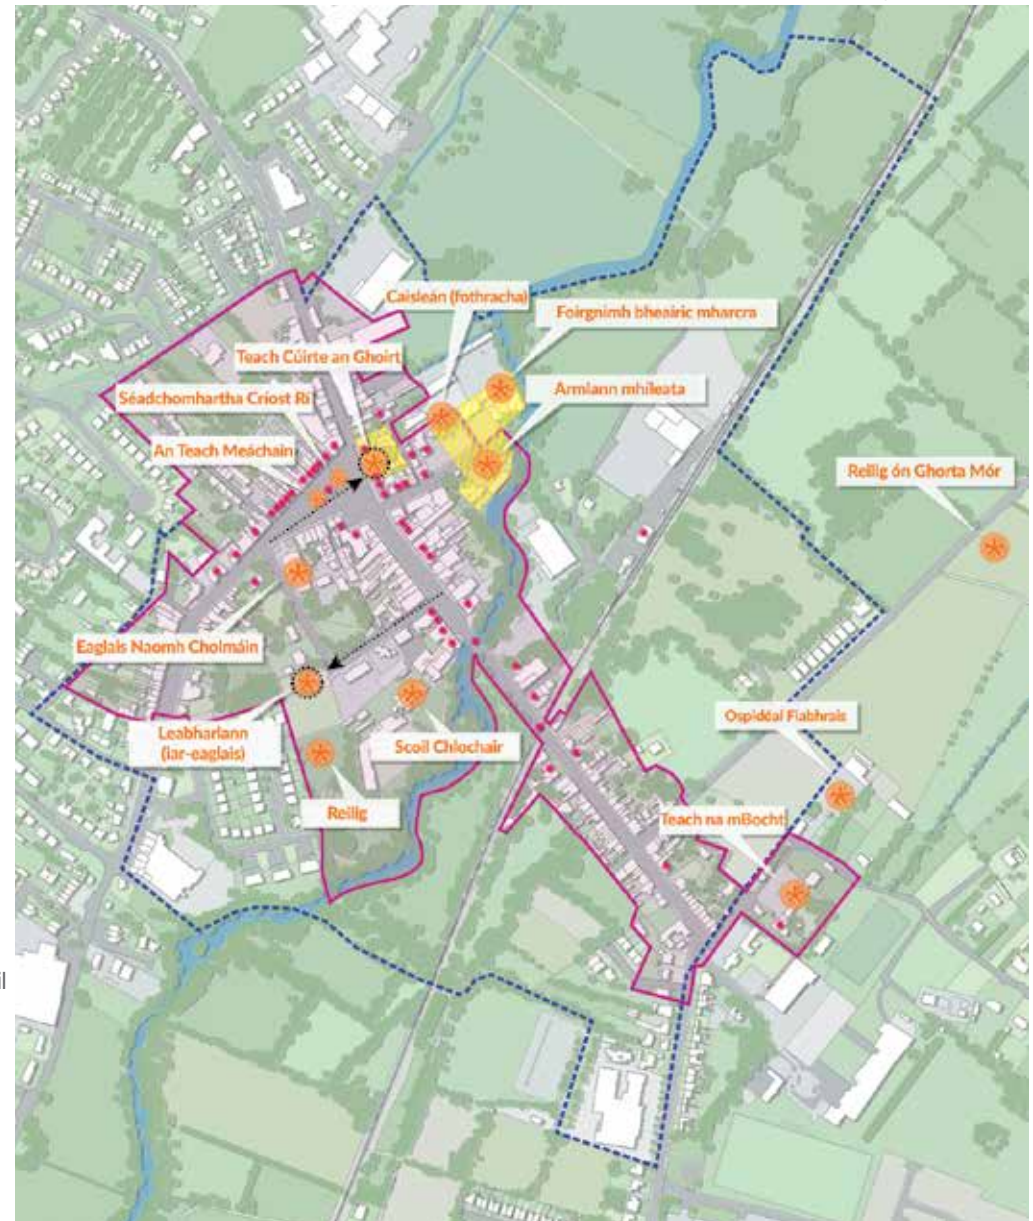 Caisleán (fothracha)
Foirgnimh bheairic mharcra
Teach Cúirte an Ghoirt
Armlann mhíleata
Séadchomhartha Críost Rí
An Teach Meáchain
Reilig ón Ghorta Mór
Eaglais Naomh Cholmáin
Leabharlann
(iar-eaglais)
Scoil Chlochair
Ospidéal Fiabhrais
Reilig
Teach na mBocht
il